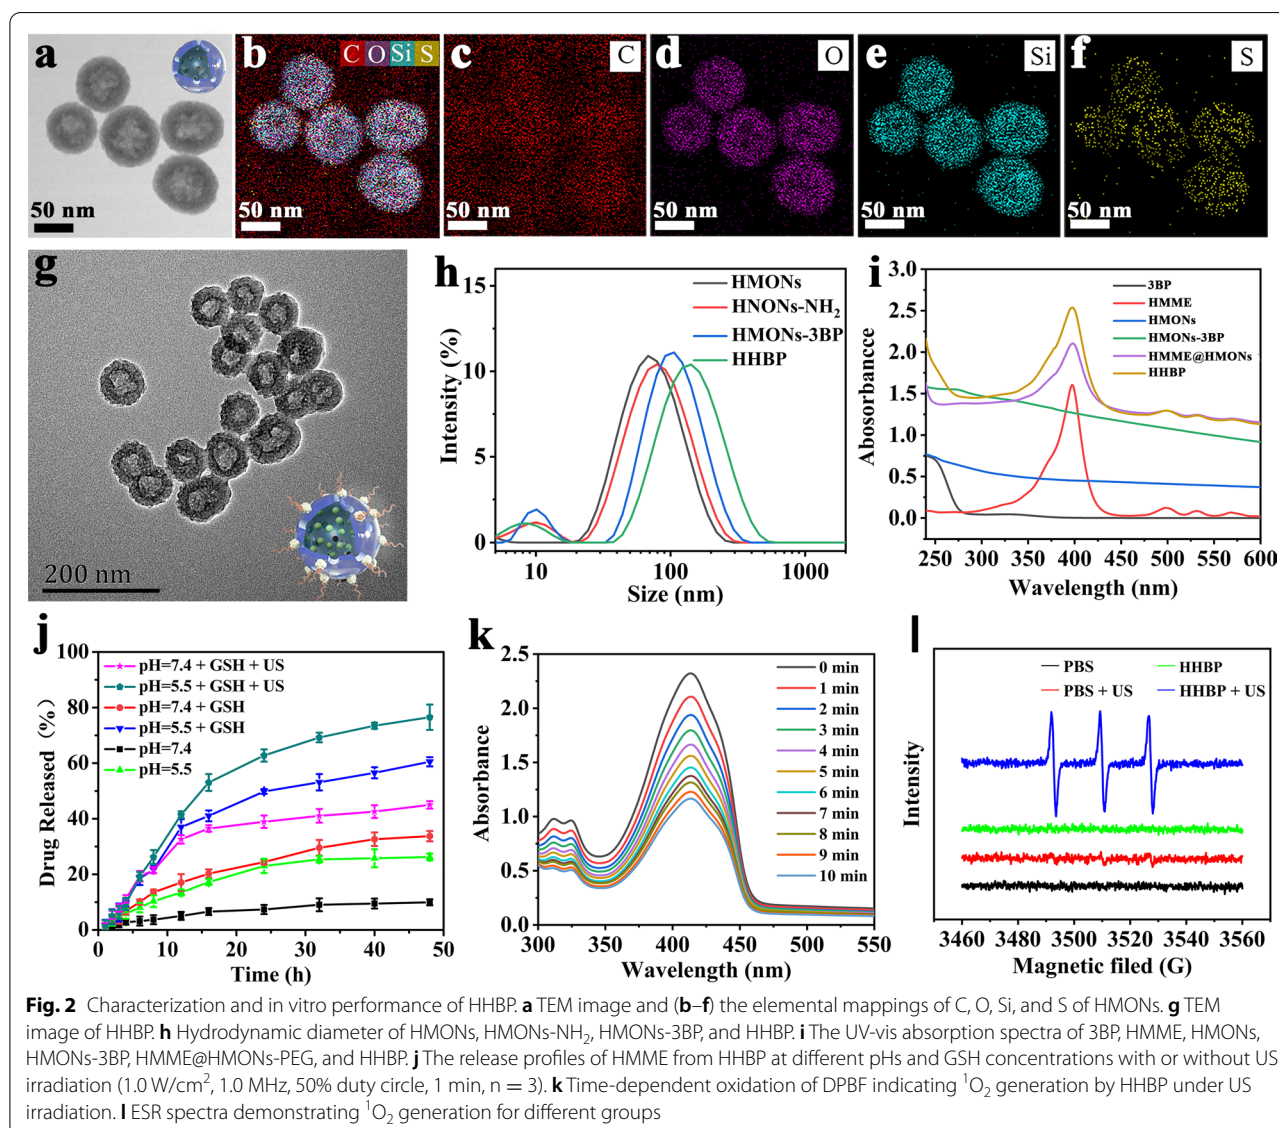 a
50 nm
b
C O Si S
50 nm
c
C
50 nm
d
O
50 nm
e
Si
50 nm
f
S
50 nm
g
200 nm
h
HMONs
HNONs-NH₂
HMONs-3BP
HHBP
15
10
5
0
Intensity (%)
10 100 1000
Size (nm)
i
3BP
HMME
HMONs
HMONs-3BP
HMME@HMONs
HHBP
3.0
2.5
2.0
1.5
1.0
0.5
0.0
Abosorbancce
250 300 350 400 450 500 550 600
Wavelength (nm)
j
pH=7.4 + GSH + US
pH=5.5 + GSH + US
pH=7.4 + GSH
pH=5.5 + GSH
pH=7.4
pH=5.5
100
80
60
40
20
0
Drug Released (%)
0 10 20 30 40 50
Time (h)
k
0 min
1 min
2 min
3 min
4 min
5 min
6 min
7 min
8 min
9 min
10 min
2.5
2.0
1.5
1.0
0.5
0.0
Absorbance
300 350 400 450 500 550
Wavelength (nm)
l
PBS HHBP
PBS + US HHBP + US
Intensity
3460 3480 3500 3520 3540 3560
Magnetic filed (G)
Fig. 2 Characterization and in vitro performance of HHBP. a TEM image and (b–f) the elemental mappings of C, O, Si, and S of HMONs. g TEM
image of HHBP. h Hydrodynamic diameter of HMONs, HMONs-NH₂, HMONs-3BP, and HHBP. i The UV-vis absorption spectra of 3BP, HMME, HMONs,
HMONs-3BP, HMME@HMONs-PEG, and HHBP. j The release profiles of HMME from HHBP at different pHs and GSH concentrations with or without US
irradiation (1.0 W/cm², 1.0 MHz, 50% duty circle, 1 min, n = 3). k Time-dependent oxidation of DPBF indicating ¹O₂ generation by HHBP under US
irradiation. l ESR spectra demonstrating ¹O₂ generation for different groups